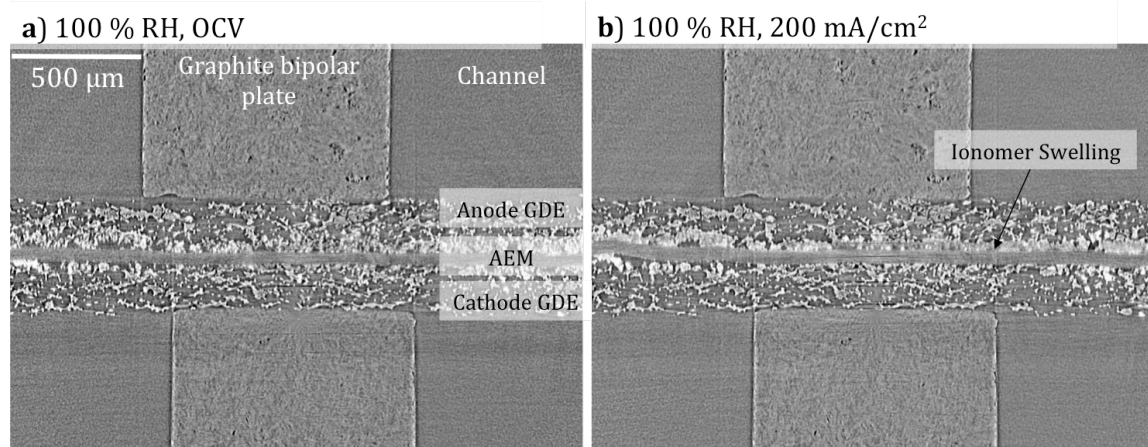 a) 100 % RH, OCV
500 μm
Graphite bipolar
plate
Channel
Anode GDE
AEM
Cathode GDE
b) 100 % RH, 200 mA/cm²
Ionomer Swelling